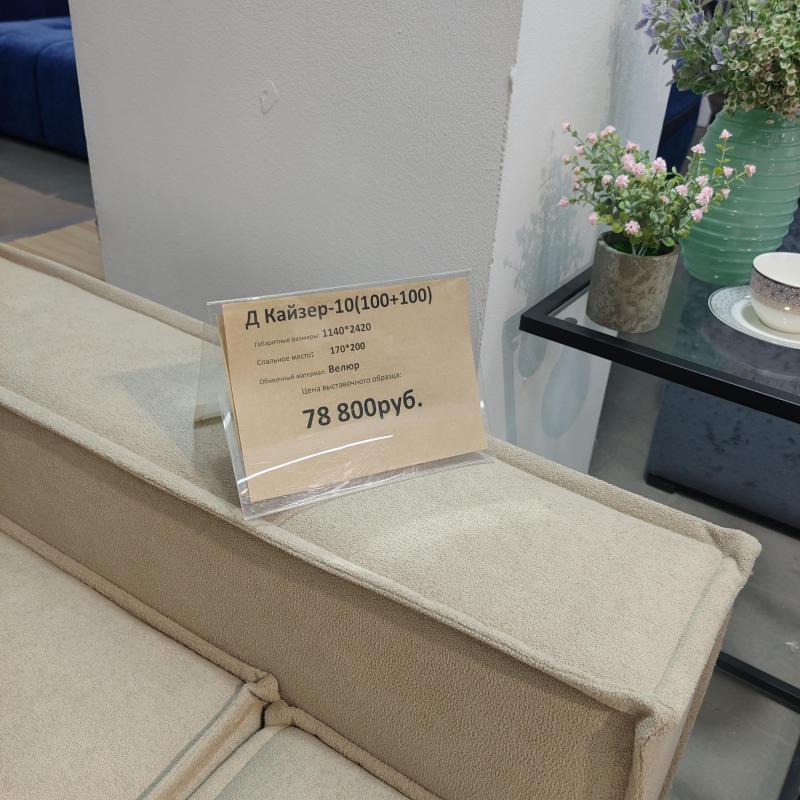 Д Кайзер-10(100+100)
Габаритные размеры: 1140*2420
Спальное место: 170*200
Обивочный материал: Велюр
Цена выставочного образца:
78 800руб.